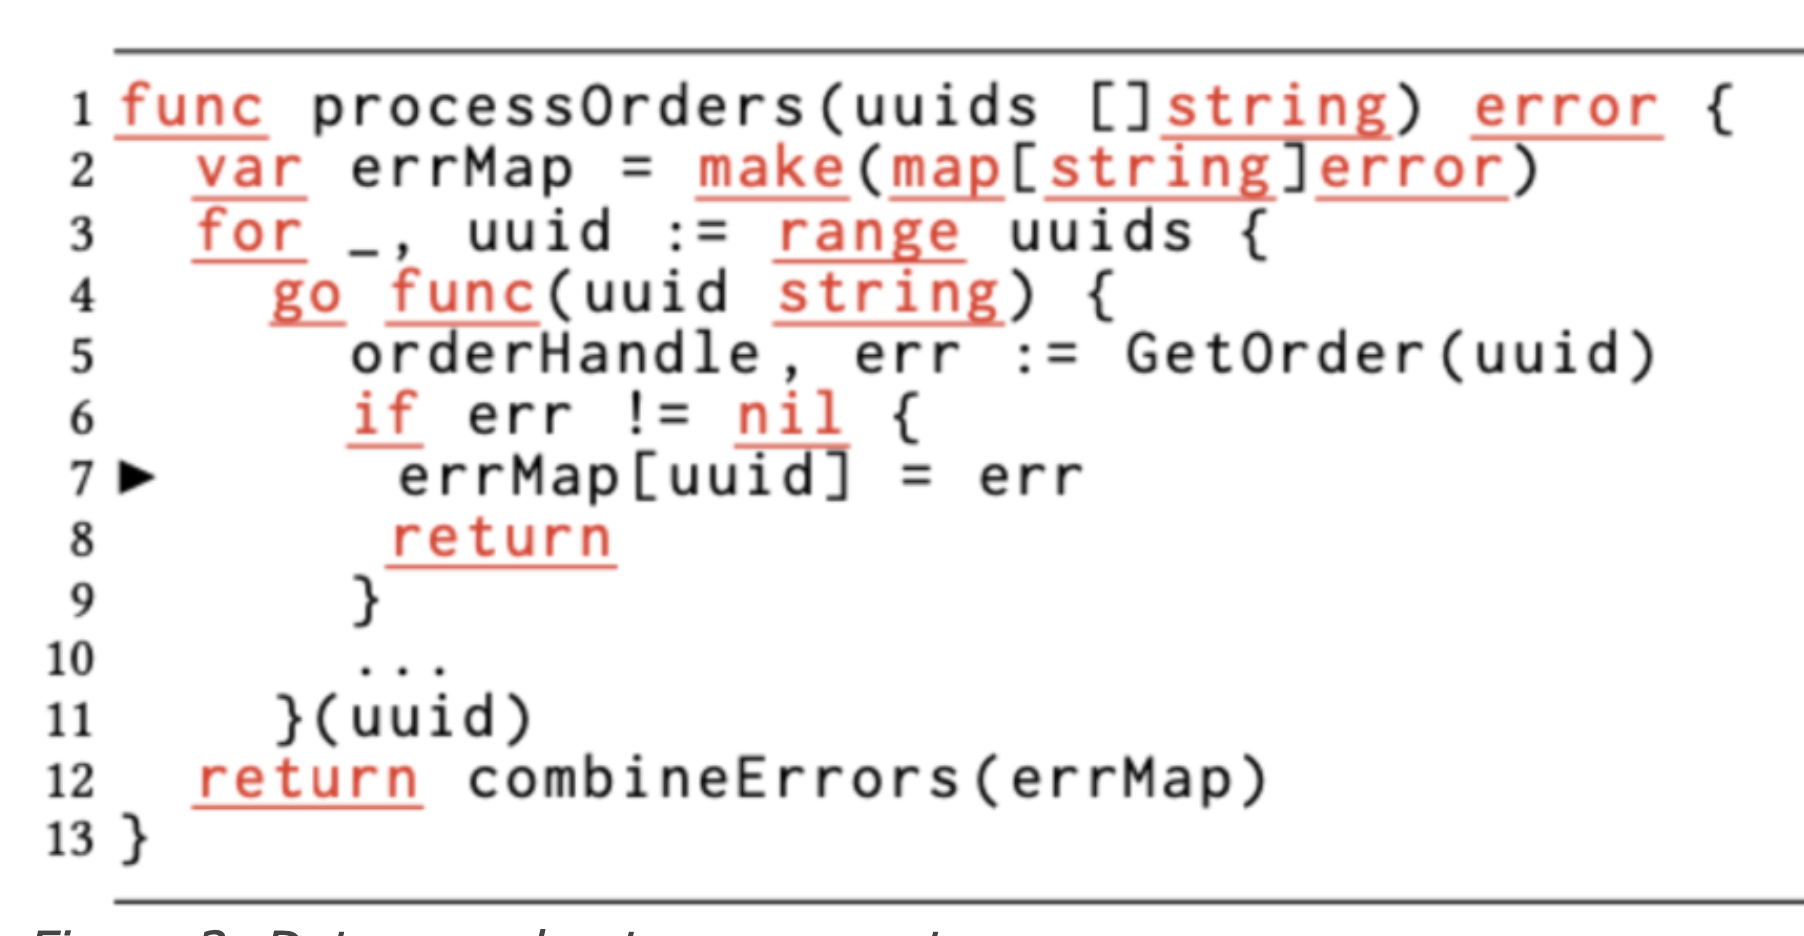 1 func processOrders(uuids []string) error {
2 var errMap = make(map[string]error)
3 for _, uuid := range uuids {
4 go func(uuid string) {
5 orderHandle, err := GetOrder(uuid)
6 if err != nil {
7 ▶ errMap[uuid] = err
8 return
9 }
10 ...
11 }(uuid)
12 return combineErrors(errMap)
13 }